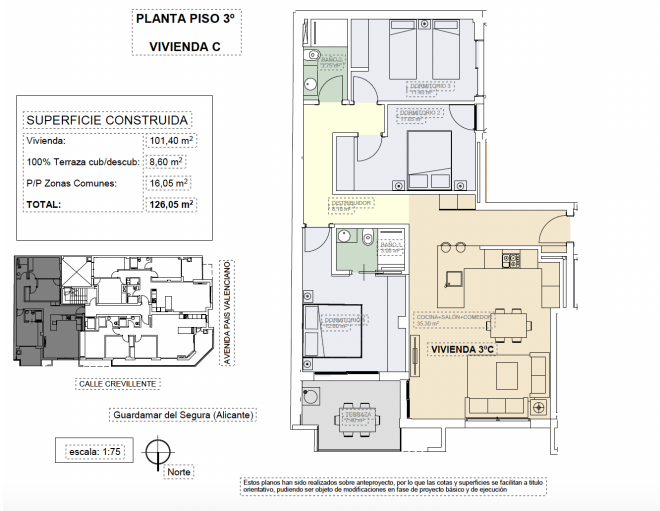 PLANTA PISO 3º
VIVIENDA C
SUPERFICIE CONSTRUIDA
Vivienda: 101,40 m²
100% Terraza cub/descub: 8,60 m²
P/P Zonas Comunes: 16,05 m²
TOTAL: 126,05 m²
AVENIDA PAIS VALENCIANO
CALLE CREVILLENTE
Guardamar del Segura (Alicante)
escala: 1:75
Norte
DORMITORIO 3
DORMITORIO 2
DISTRIBUIDOR
COCINA+SALON+COMEDOR
35,30 m²
VIVIENDA 3ºC
TERRAZA
Estos planos han sido realizados sobre anteproyecto, por lo que las cotas y superficies se facilitan a titulo
orientativo, pudiendo ser objeto de modificaciones en fase de proyecto básico y de ejecución